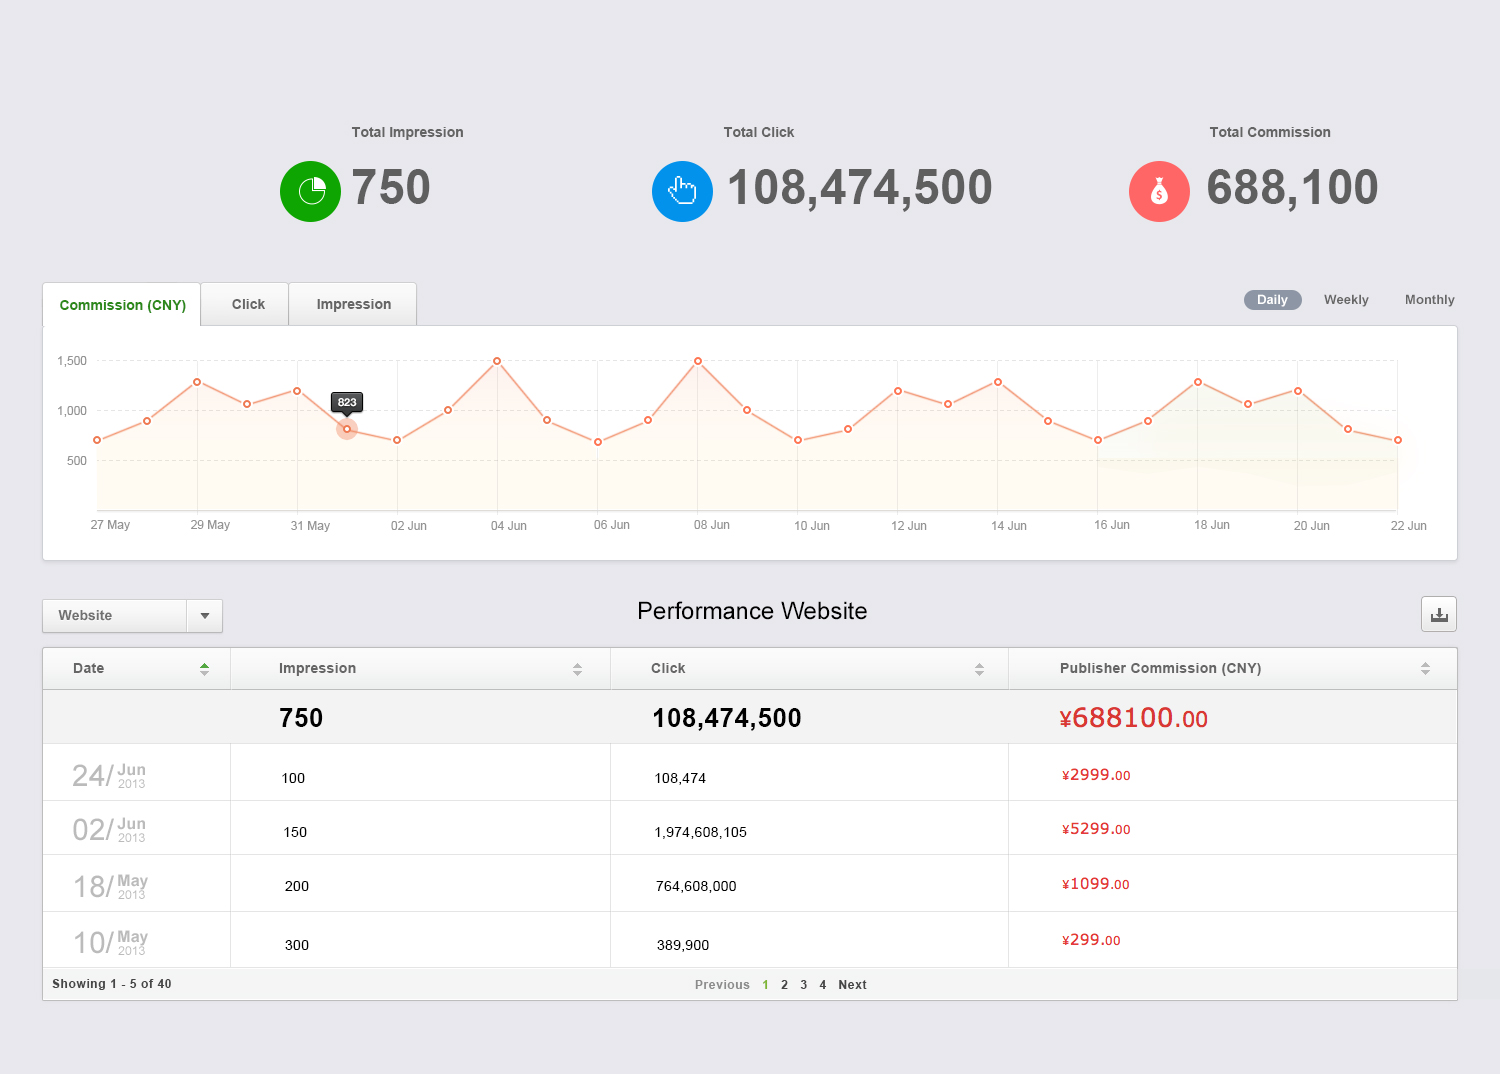 Total Impression
750
Total Click
108,474,500
Total Commission
688,100
Commission (CNY) Click Impression
Daily Weekly Monthly
1,500
1,000
500
823
27 May 29 May 31 May 02 Jun 04 Jun 06 Jun 08 Jun 10 Jun 12 Jun 14 Jun 16 Jun 18 Jun 20 Jun 22 Jun
Website
Performance Website
Date Impression Click Publisher Commission (CNY)
750 108,474,500 ¥688100.00
24/ Jun 2013 100 108,474 ¥2999.00
02/ Jun 2013 150 1,974,608,105 ¥5299.00
18/ May 2013 200 764,608,000 ¥1099.00
10/ May 2013 300 389,900 ¥299.00
Showing 1 - 5 of 40 Previous 1 2 3 4 Next